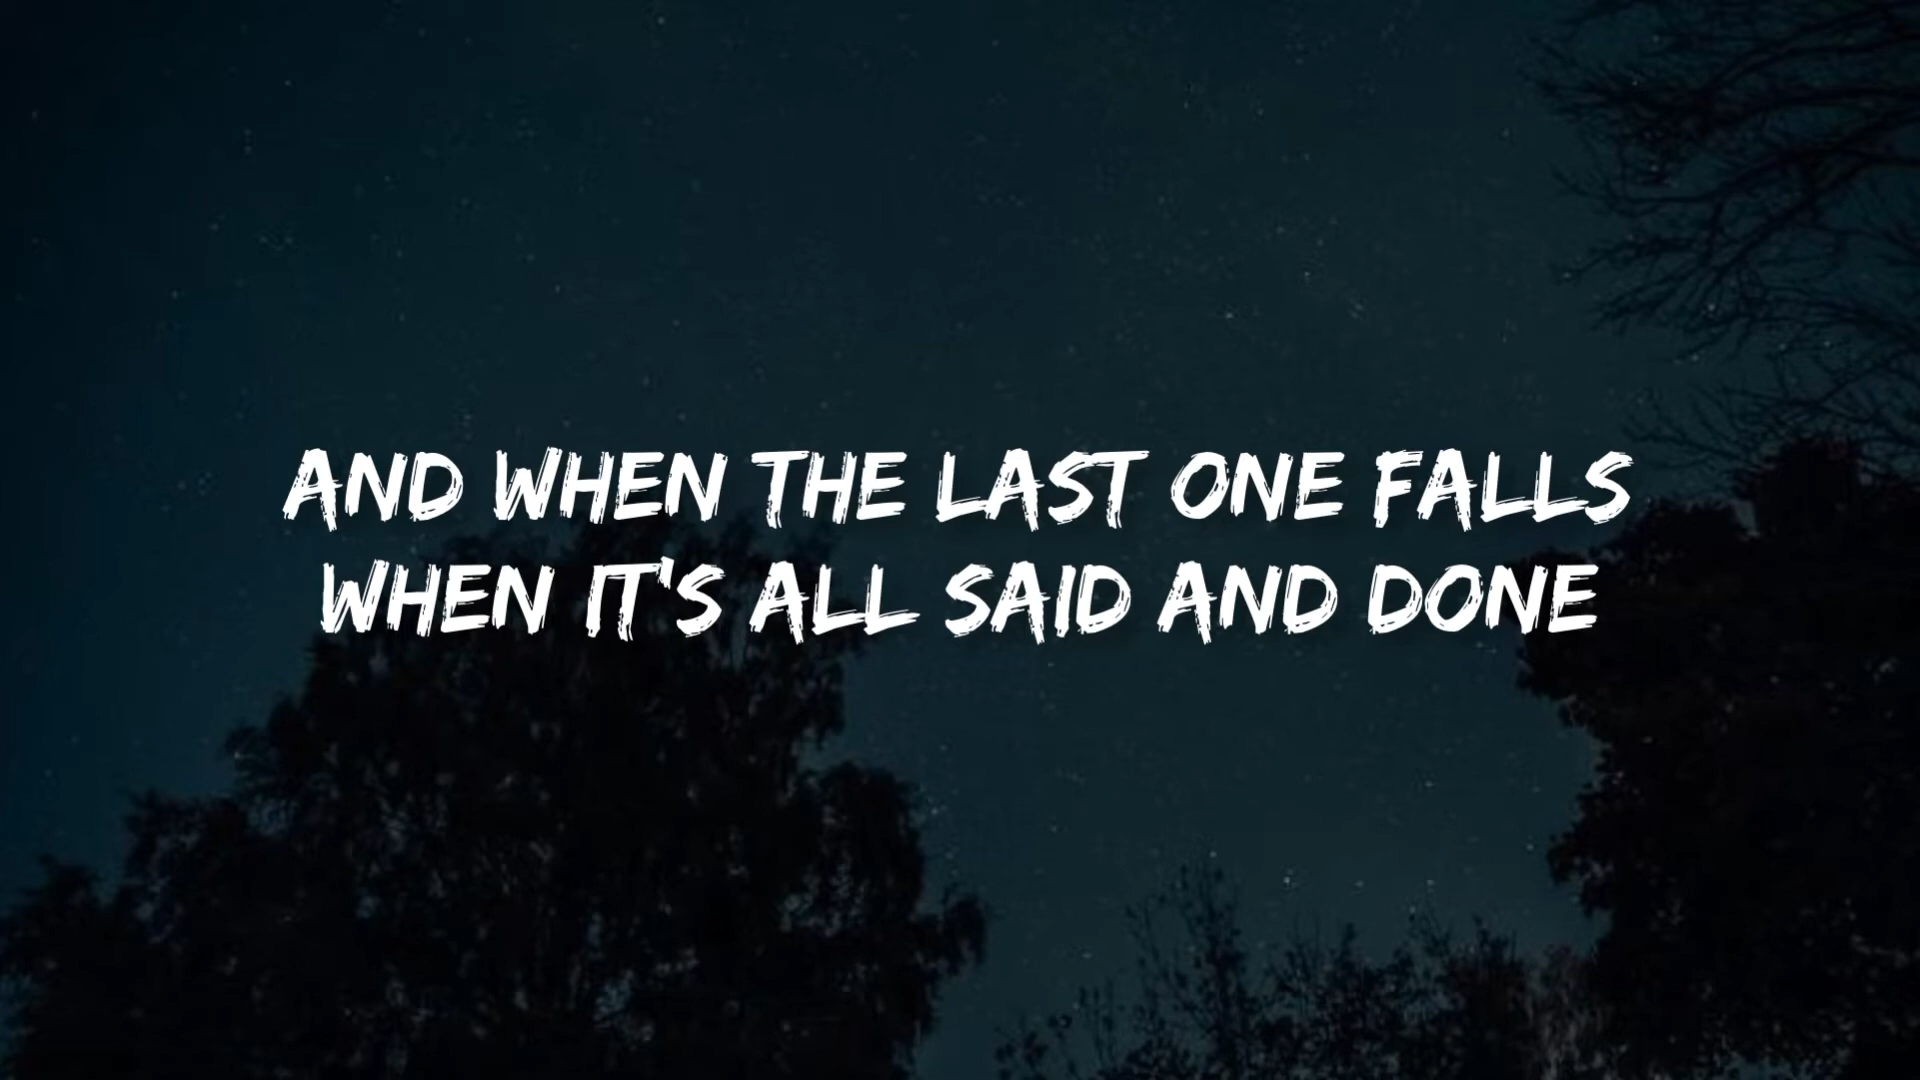 AND WHEN THE LAST ONE FALLS
WHEN IT'S ALL SAID AND DONE